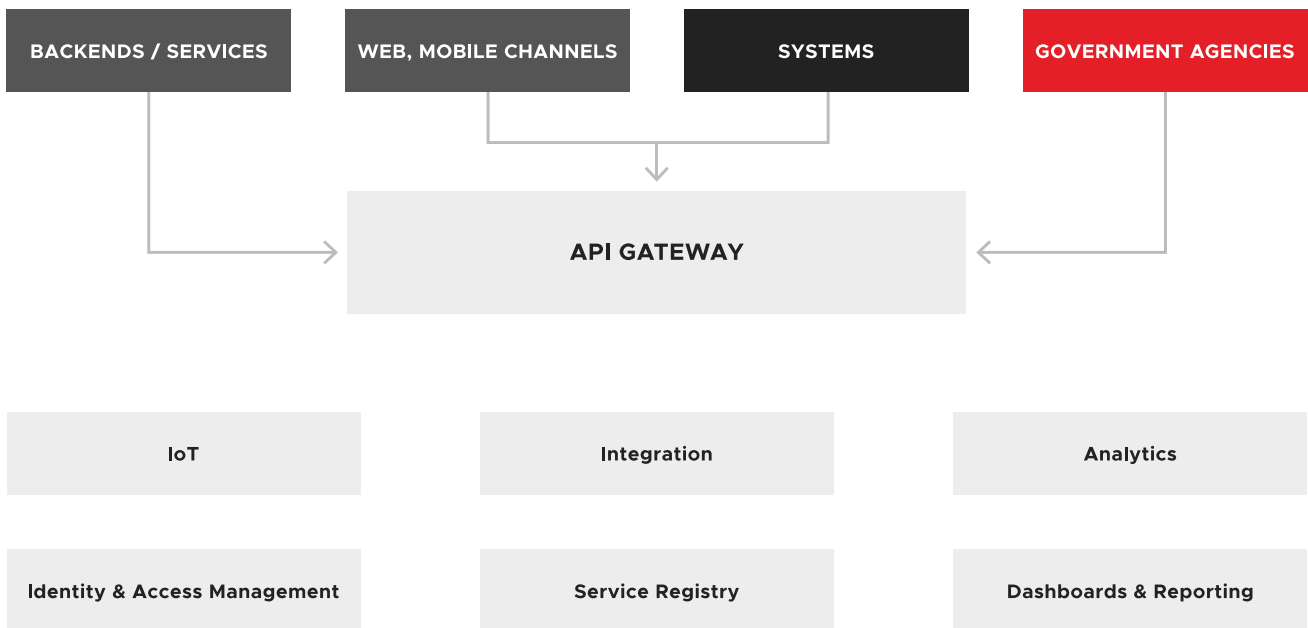 BACKENDS / SERVICES
WEB, MOBILE CHANNELS
SYSTEMS
GOVERNMENT AGENCIES
API GATEWAY
IoT
Integration
Analytics
Identity & Access Management
Service Registry
Dashboards & Reporting